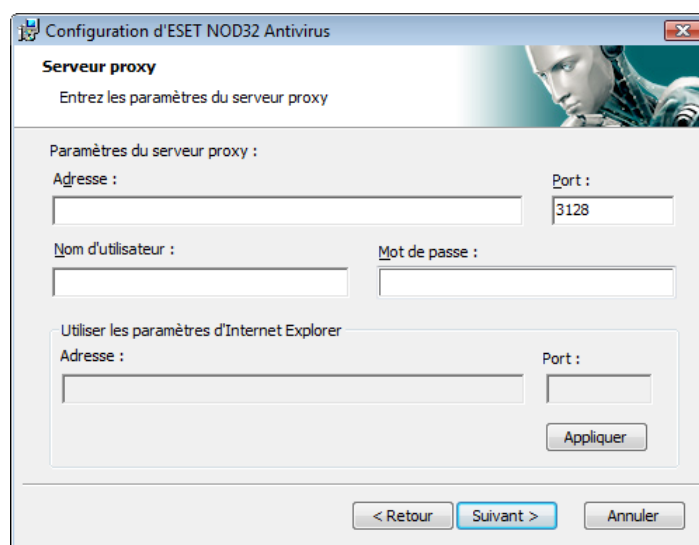 Configuration d'ESET NOD32 Antivirus
Serveur proxy
Entrez les paramètres du serveur proxy
Paramètres du serveur proxy :
Adresse :
Port :
3128
Nom d'utilisateur :
Mot de passe :
Utiliser les paramètres d'Internet Explorer
Adresse :
Port :
Appliquer
< Retour
Suivant >
Annuler